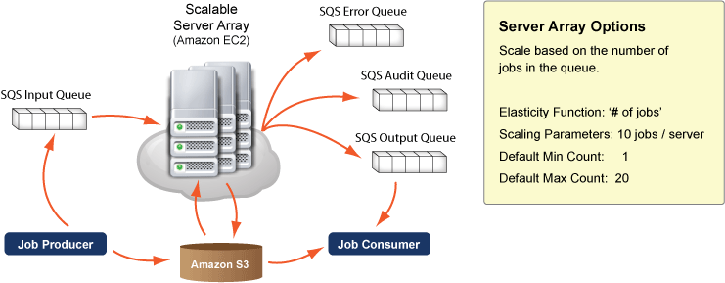 Scalable
Server Array
(Amazon EC2)
SQS Error Queue
SQS Audit Queue
SQS Input Queue
SQS Output Queue
Job Producer
Amazon S3
Job Consumer
Server Array Options
Scale based on the number of
jobs in the queue.
Elasticity Function: '# of jobs'
Scaling Parameters: 10 jobs / server
Default Min Count: 1
Default Max Count: 20